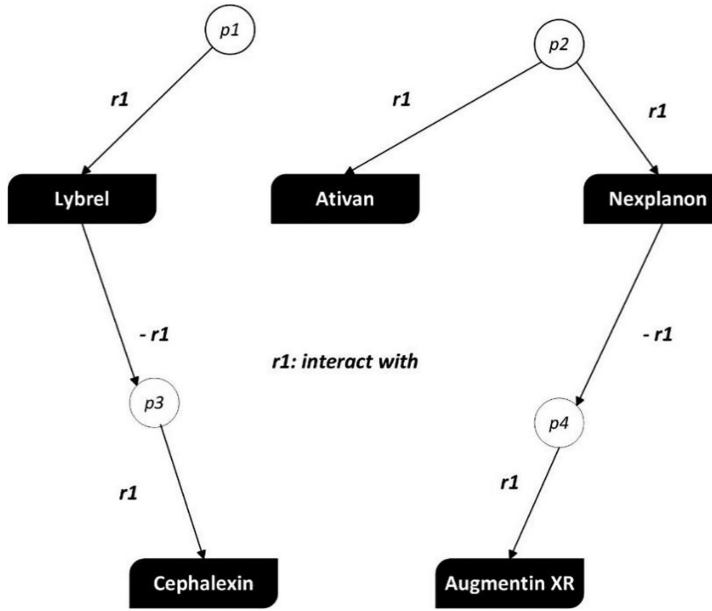 p1
p2
r1
r1
r1
Lybrel
Ativan
Nexplanon
- r1
- r1
r1: interact with
p3
p4
r1
r1
Cephalexin
Augmentin XR